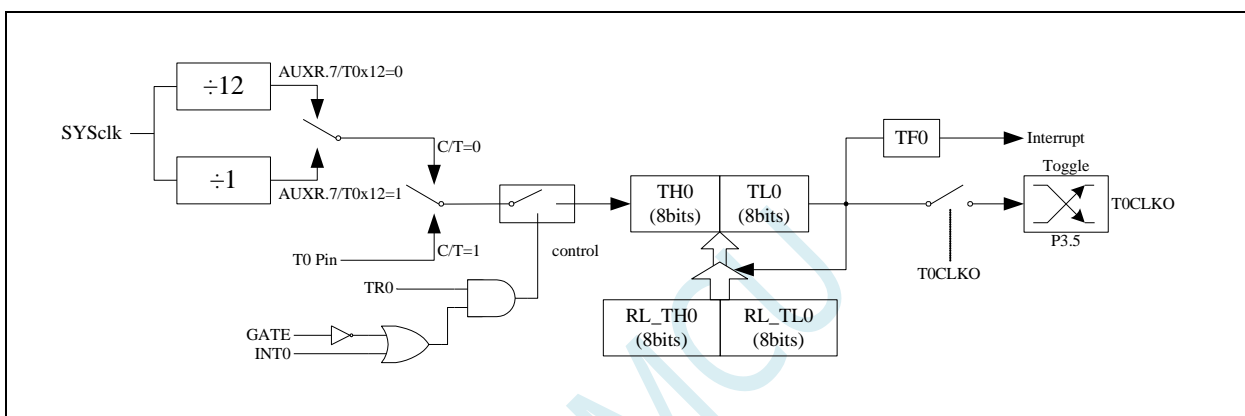 AUXR.7/T0x12=0
÷12
SYSclk
÷1
AUXR.7/T0x12=1
C/T=0
C/T=1
T0 Pin
control
TR0
GATE
INT0
TH0
(8bits)
TL0
(8bits)
RL_TH0
(8bits)
RL_TL0
(8bits)
TF0
Interrupt
Toggle
T0CLKO
P3.5
T0CLKO
MCU